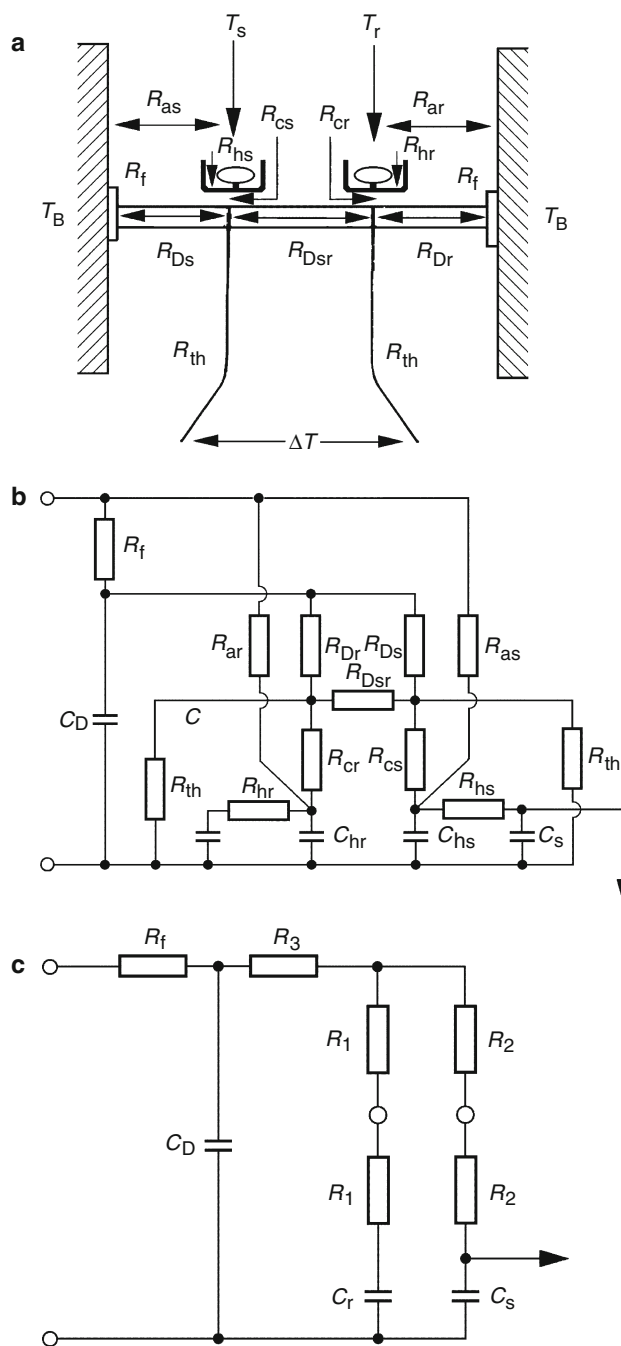 a
T_s T_r
R_as R_cs R_cr R_ar
R_hs R_hr
R_f R_f
T_B T_B
R_Ds R_Dsr R_Dr
R_th R_th
ΔT
b
R_f
R_ar R_Dr R_Ds R_as
R_Dsr
C_D C
R_cr R_cs R_th
R_th R_hr R_hs
C_hr C_hs C_s
c
R_f R_3
R_1 R_2
C_D
R_1 R_2
C_r C_s